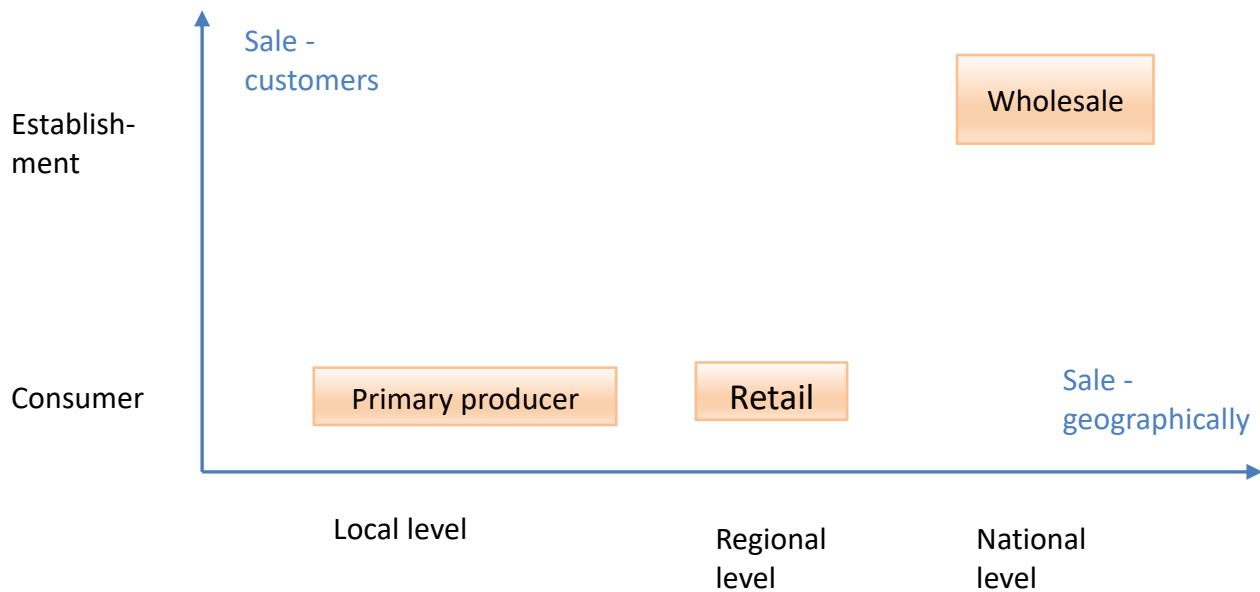 Sale -
customers
Wholesale
Establish-
ment
Consumer
Primary producer
Retail
Sale -
geographically
Local level
Regional
level
National
level